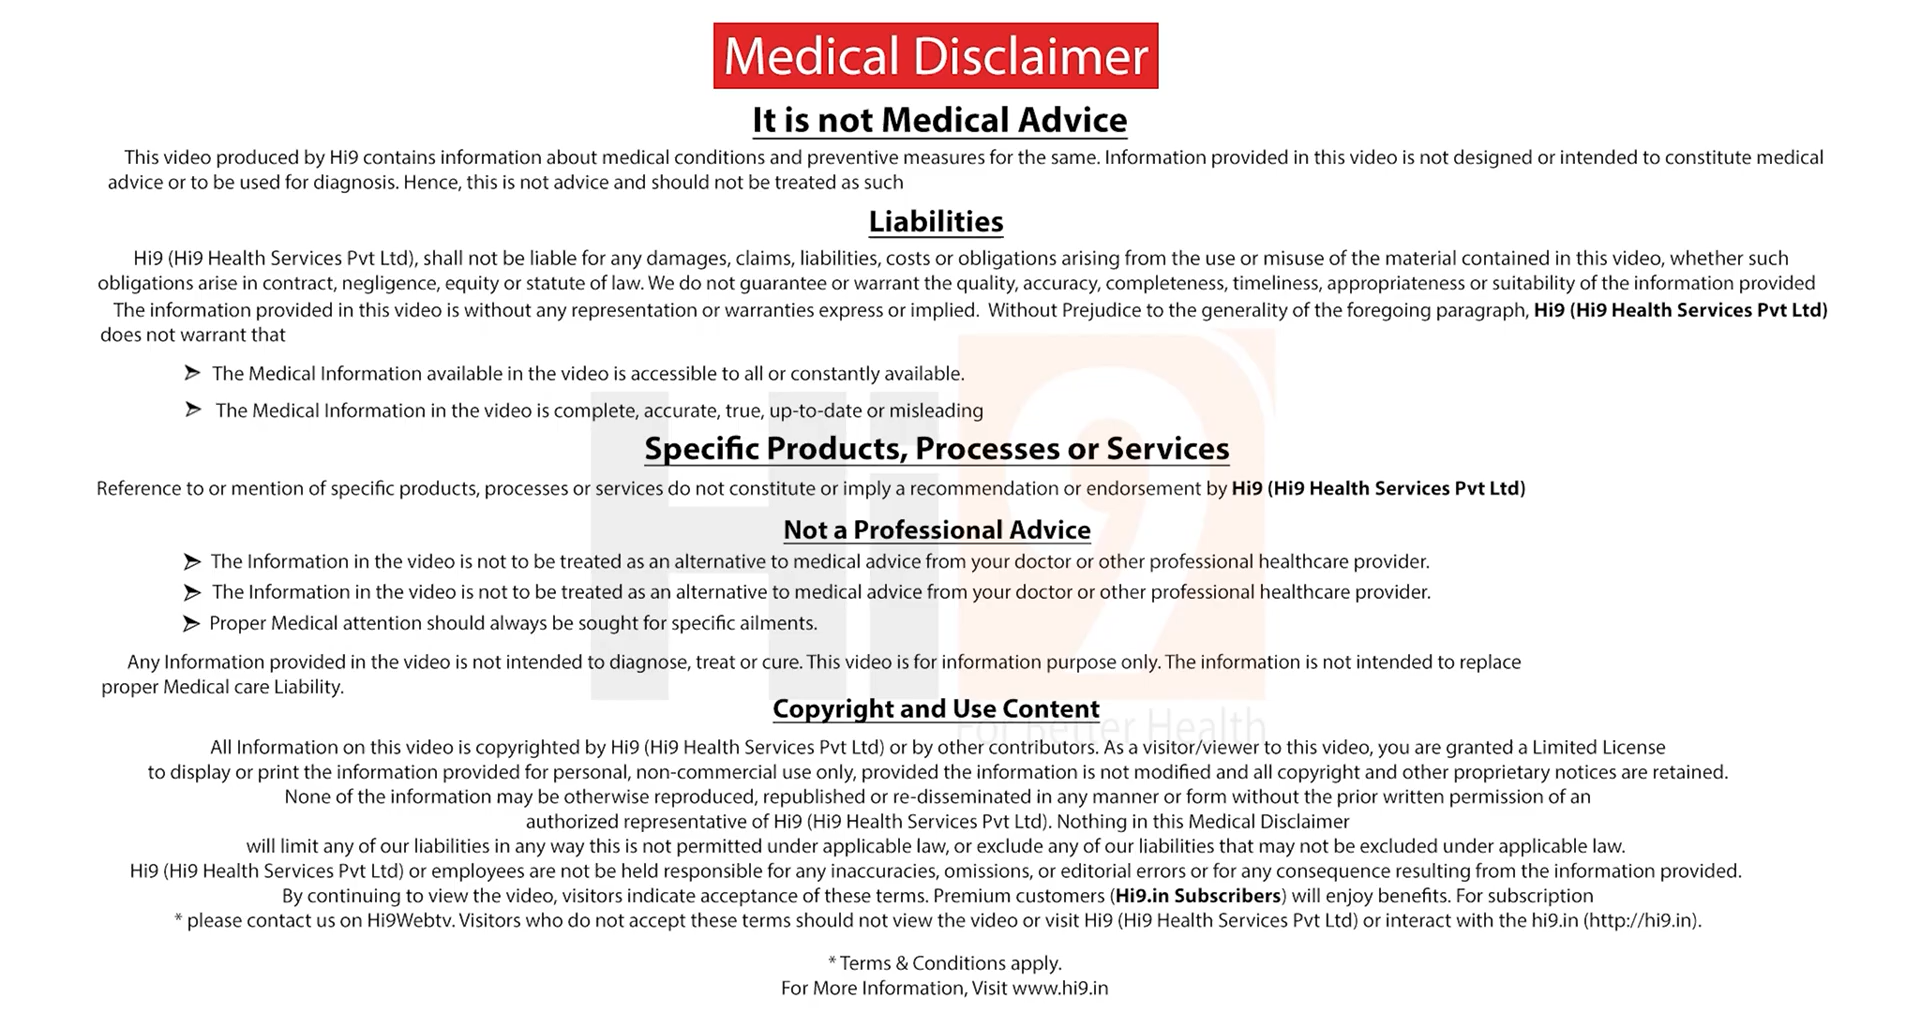 Medical Disclaimer
It is not Medical Advice
This video produced by Hi9 contains information about medical conditions and preventive measures for the same. Information provided in this video is not designed or intended to constitute medical
advice or to be used for diagnosis. Hence, this is not advice and should not be treated as such
Liabilities
Hi9 (Hi9 Health Services Pvt Ltd), shall not be liable for any damages, claims, liabilities, costs or obligations arising from the use or misuse of the material contained in this video, whether such
obligations arise in contract, negligence, equity or statute of law. We do not guarantee or warrant the quality, accuracy, completeness, timeliness, appropriateness or suitability of the information provided
The information provided in this video is without any representation or warranties express or implied. Without Prejudice to the generality of the foregoing paragraph, Hi9 (Hi9 Health Services Pvt Ltd)
does not warrant that
➢ The Medical Information available in the video is accessible to all or constantly available.
➢ The Medical Information in the video is complete, accurate, true, up-to-date or misleading
Specific Products, Processes or Services
Reference to or mention of specific products, processes or services do not constitute or imply a recommendation or endorsement by Hi9 (Hi9 Health Services Pvt Ltd)
Not a Professional Advice
➢ The Information in the video is not to be treated as an alternative to medical advice from your doctor or other professional healthcare provider.
➢ The Information in the video is not to be treated as an alternative to medical advice from your doctor or other professional healthcare provider.
➢ Proper Medical attention should always be sought for specific ailments.
Any Information provided in the video is not intended to diagnose, treat or cure. This video is for information purpose only. The information is not intended to replace
proper Medical care Liability.
Hi9
For Better Health
Copyright and Use Content
All Information on this video is copyrighted by Hi9 (Hi9 Health Services Pvt Ltd) or by other contributors. As a visitor/viewer to this video, you are granted a Limited License
to display or print the information provided for personal, non-commercial use only, provided the information is not modified and all copyright and other proprietary notices are retained.
None of the information may be otherwise reproduced, republished or re-disseminated in any manner or form without the prior written permission of an
authorized representative of Hi9 (Hi9 Health Services Pvt Ltd). Nothing in this Medical Disclaimer
will limit any of our liabilities in any way this is not permitted under applicable law, or exclude any of our liabilities that may not be excluded under applicable law.
Hi9 (Hi9 Health Services Pvt Ltd) or employees are not be held responsible for any inaccuracies, omissions, or editorial errors or for any consequence resulting from the information provided.
By continuing to view the video, visitors indicate acceptance of these terms. Premium customers (Hi9.in Subscribers) will enjoy benefits. For subscription
* please contact us on Hi9Webtv. Visitors who do not accept these terms should not view the video or visit Hi9 (Hi9 Health Services Pvt Ltd) or interact with the hi9.in (http://hi9.in).
* Terms & Conditions apply.
For More Information, Visit www.hi9.in